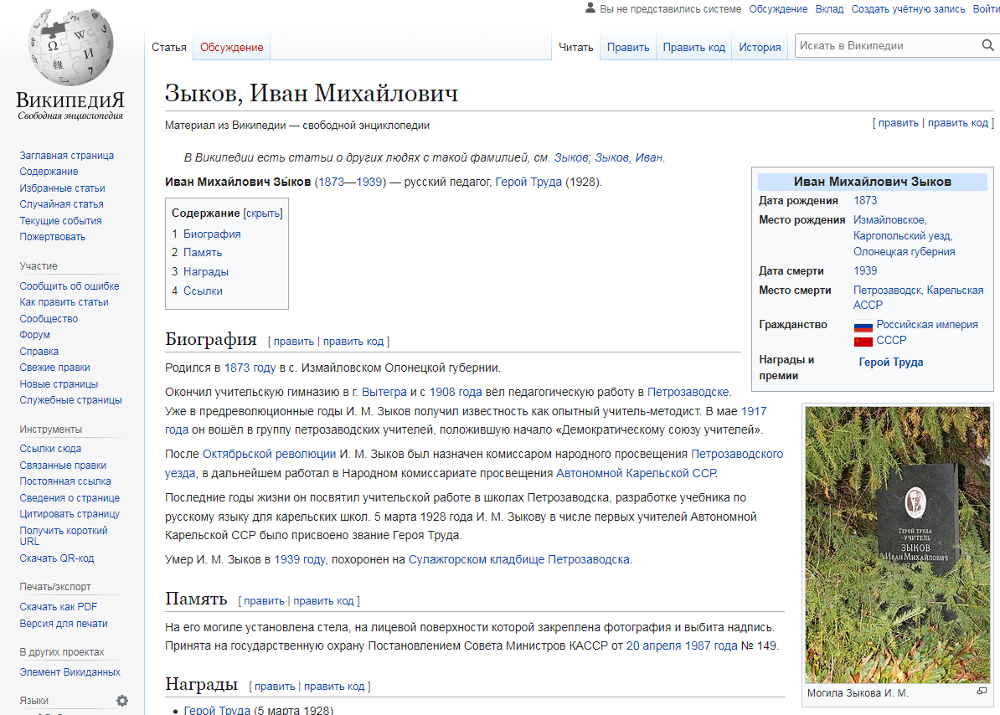 Вы не представились системе Обсуждение Вклад Создать учётную запись Войти
Статья Обсуждение Читать Править Править код История Искать в Википедии
ВикипедиЯ
Свободная энциклопедия
Заглавная страница
Содержание
Избранные статьи
Случайная статья
Текущие события
Пожертвовать
Участие
Сообщить об ошибке
Как править статьи
Сообщество
Форум
Справка
Свежие правки
Новые страницы
Служебные страницы
Инструменты
Ссылки сюда
Связанные правки
Постоянная ссылка
Сведения о странице
Цитировать страницу
Получить короткий
URL
Скачать QR-код
Печать/экспорт
Скачать как PDF
Версия для печати
В других проектах
Элемент Викиданных
Языки
Зыков, Иван Михайлович
Материал из Википедии — свободной энциклопедии
[ править | править код ]
В Википедии есть статьи о других людях с такой фамилией, см. Зыков; Зыков, Иван.
Иван Михайлович Зы́ков (1873—1939) — русский педагог, Герой Труда (1928).
Содержание [скрыть]
1 Биография
2 Память
3 Награды
4 Ссылки
Иван Михайлович Зыков
Дата рождения 1873
Место рождения Измайловское,
Каргопольский уезд,
Олонецкая губерния
Дата смерти 1939
Место смерти Петрозаводск, Карельская
АССР
Гражданство Российская империя
СССР
Награды и
премии
Герой Труда
Биография [ править | править код ]
Родился в 1873 году в с. Измайловском Олонецкой губернии.
Окончил учительскую гимназию в г. Вытегра и с 1908 года вёл педагогическую работу в Петрозаводске.
Уже в предреволюционные годы И. М. Зыков получил известность как опытный учитель-методист. В мае 1917
года он вошёл в группу петрозаводских учителей, положившую начало «Демократическому союзу учителей».
После Октябрьской революции И. М. Зыков был назначен комиссаром народного просвещения Петрозаводского
уезда, в дальнейшем работал в Народном комиссариате просвещения Автономной Карельской ССР.
Последние годы жизни он посвятил учительской работе в школах Петрозаводска, разработке учебника по
русскому языку для карельских школ. 5 марта 1928 года И. М. Зыкову в числе первых учителей Автономной
Карельской ССР было присвоено звание Героя Труда.
Умер И. М. Зыков в 1939 году, похоронен на Сулажгорском кладбище Петрозаводска.
Память [ править | править код ]
На его могиле установлена стела, на лицевой поверхности которой закреплена фотография и выбита надпись.
Принята на государственную охрану Постановлением Совета Министров КАССР от 20 апреля 1987 года № 149.
Награды [ править | править код ]
Герой Труда (5 марта 1928)
Герой труда
-учитель
Зыков
Иван Михайлович
Могила Зыкова И. М.